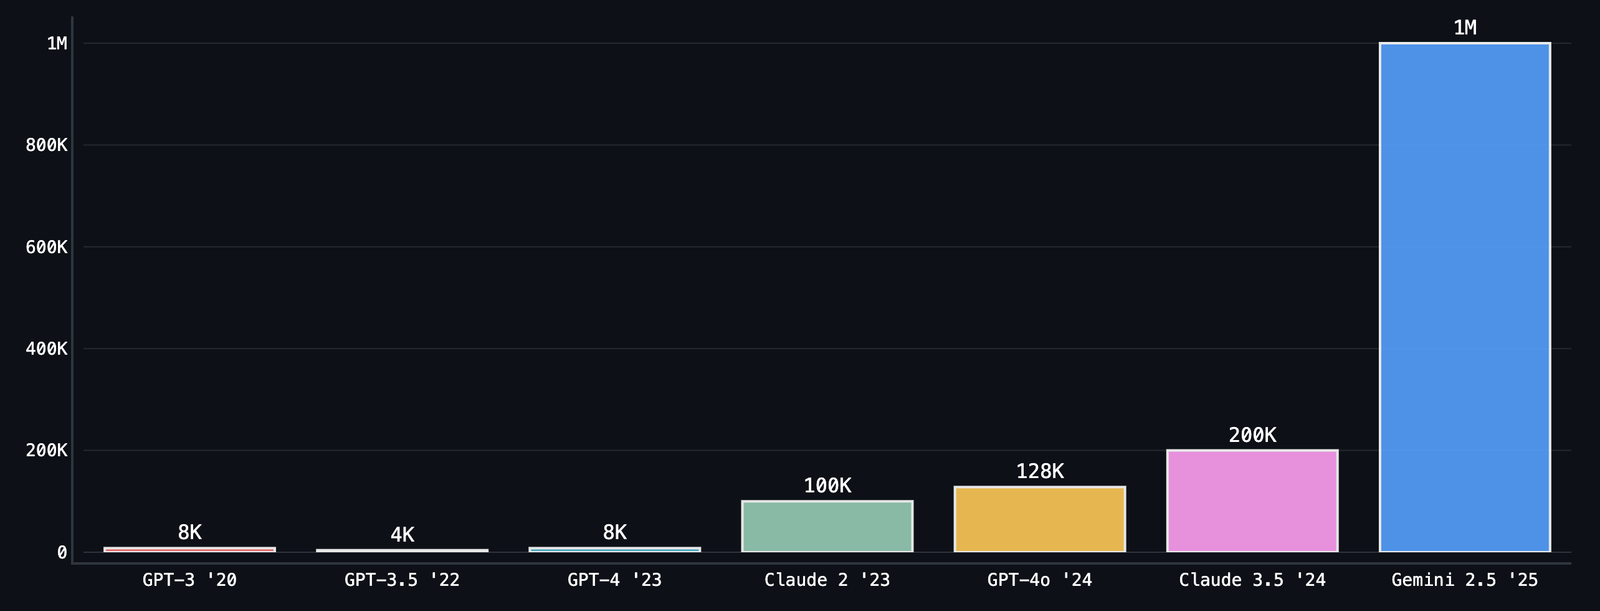 1M
1M
800K
600K
400K
200K
200K
128K
100K
8K
4K
8K
0
GPT-3 '20
GPT-3.5 '22
GPT-4 '23
Claude 2 '23
GPT-4o '24
Claude 3.5 '24
Gemini 2.5 '25